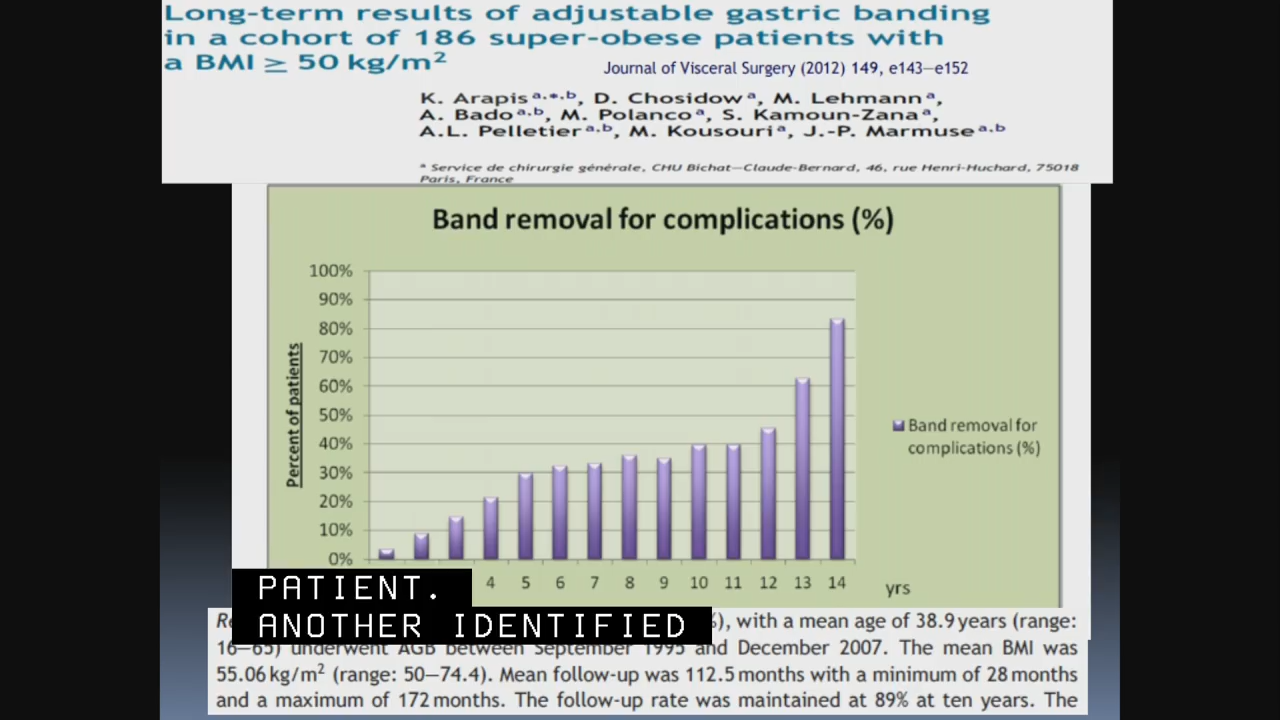 Long-term results of adjustable gastric banding
in a cohort of 186 super-obese patients with
a BMI ≥ 50 kg/m²
Journal of Visceral Surgery (2012) 149, e143—e152
K. Arapis a,*,b, D. Chosidow a, M. Lehmann a,
A. Bado a,b, M. Polanco a, S. Kamoun-Zana a,
A.L. Pelletier a,b, M. Kousouri a, J.-P. Marmuse a,b
a Service de chirurgie générale, CHU Bichat—Claude-Bernard, 46, rue Henri-Huchard, 75018
Paris, France
Band removal for complications (%)
Percent of patients
100%
90%
80%
70%
60%
50%
40%
30%
20%
10%
0%
4 5 6 7 8 9 10 11 12 13 14 yrs
Band removal for
complications (%)
PATIENT.
ANOTHER IDENTIFIED
%), with a mean age of 38.9 years (range:
16—65) underwent AGB between September 1995 and December 2007. The mean BMI was
55.06 kg/m² (range: 50—74.4). Mean follow-up was 112.5 months with a minimum of 28 months
and a maximum of 172 months. The follow-up rate was maintained at 89% at ten years. The